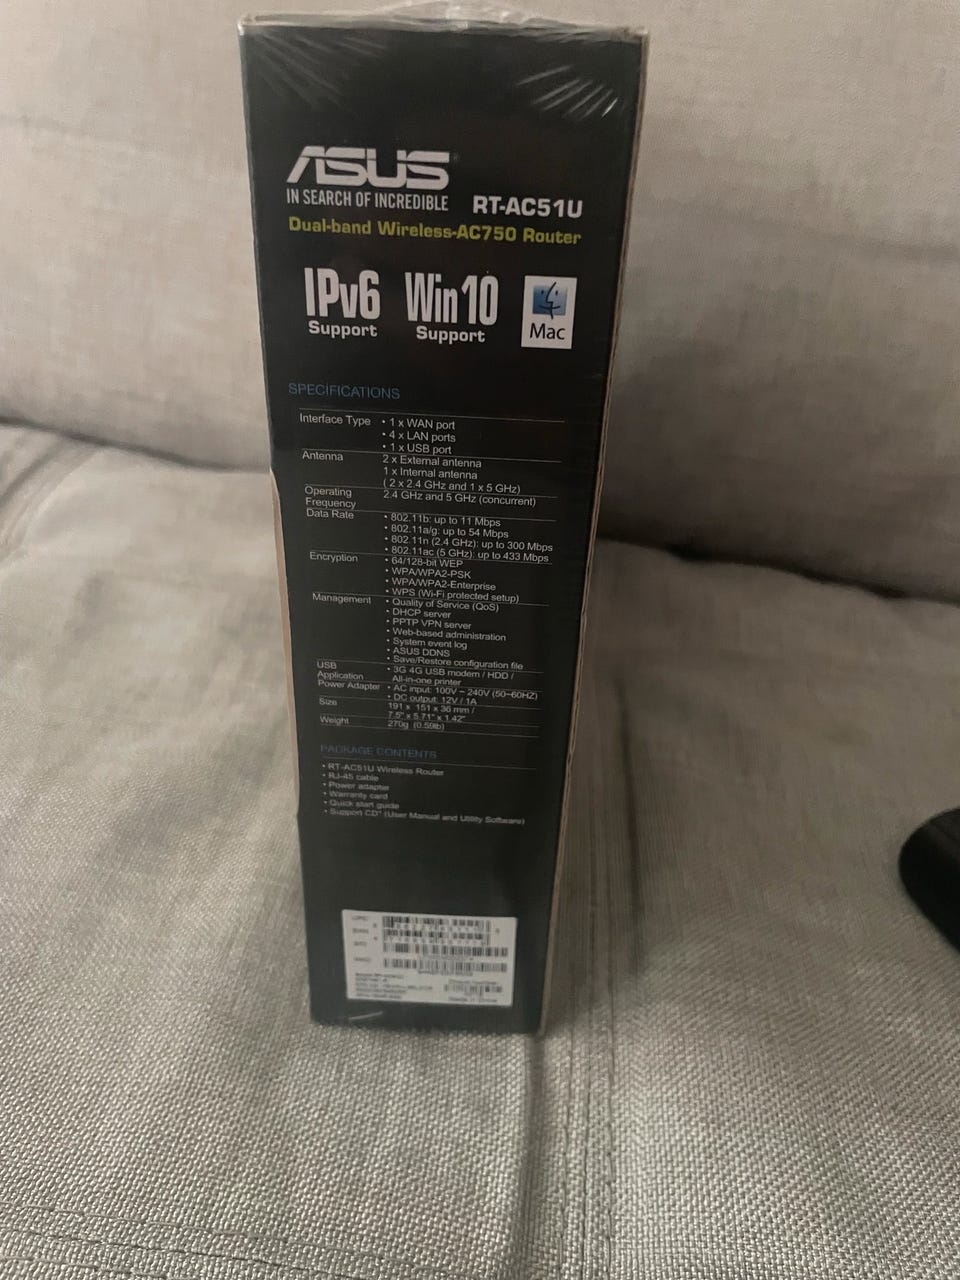 ASUS
IN SEARCH OF INCREDIBLE RT-AC51U
Dual-band Wireless-AC750 Router
IPv6 Win10
Support Support Mac
SPECIFICATIONS
Interface Type • 1 x WAN port
• 4 x LAN ports
• 1 x USB port
Antenna 2 x External antenna
1 x Internal antenna
( 2 x 2.4 GHz and 1 x 5 GHz)
Operating 2.4 GHz and 5 GHz (concurrent)
Frequency
Data Rate • 802.11b: up to 11 Mbps
• 802.11a/g: up to 54 Mbps
• 802.11n (2.4 GHz): up to 300 Mbps
• 802.11ac (5 GHz): up to 433 Mbps
Encryption • 64/128-bit WEP
• WPA/WPA2-PSK
• WPA/WPA2-Enterprise
• WPS (Wi-Fi protected setup)
Management • Quality of Service (QoS)
• DHCP server
• PPTP VPN server
• Web-based administration
• System event log
• ASUS DDNS
• Save/Restore configuration file
USB • 3G 4G USB modem / HDD /
Application All-in-one printer
Power Adapter • AC input: 100V ~ 240V (50~60HZ)
• DC output: 12V / 1A
Size 191 x 151 x 36 mm /
7.5" x 5.71" x 1.42"
Weight 270g (0.59lb)
PACKAGE CONTENTS
• RT-AC51U Wireless Router
• RJ-45 cable
• Power adapter
• Warranty card
• Quick start guide
• Support CD* (User Manual and Utility Software)